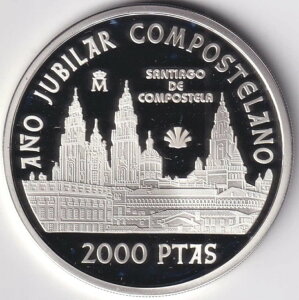 AÑO JUBILAR COMPOSTELANO
M
SANTIAGO
DE
COMPOSTELA
2000 PTAS